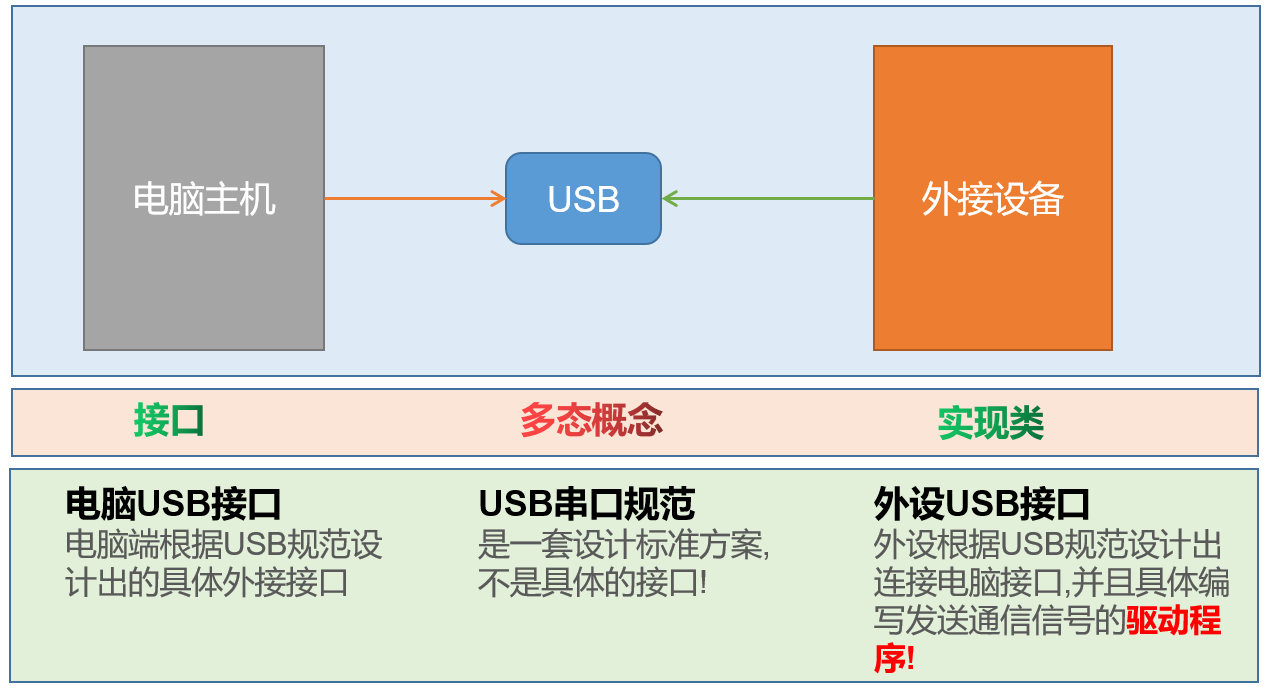 电脑主机
USB
外接设备
接口
多态概念
实现类
电脑USB接口
电脑端根据USB规范设
计出的具体外接接口
USB串口规范
是一套设计标准方案,
不是具体的接口!
外设USB接口
外设根据USB规范设计出
连接电脑接口,并且具体编
写发送通信信号的驱动程
序!